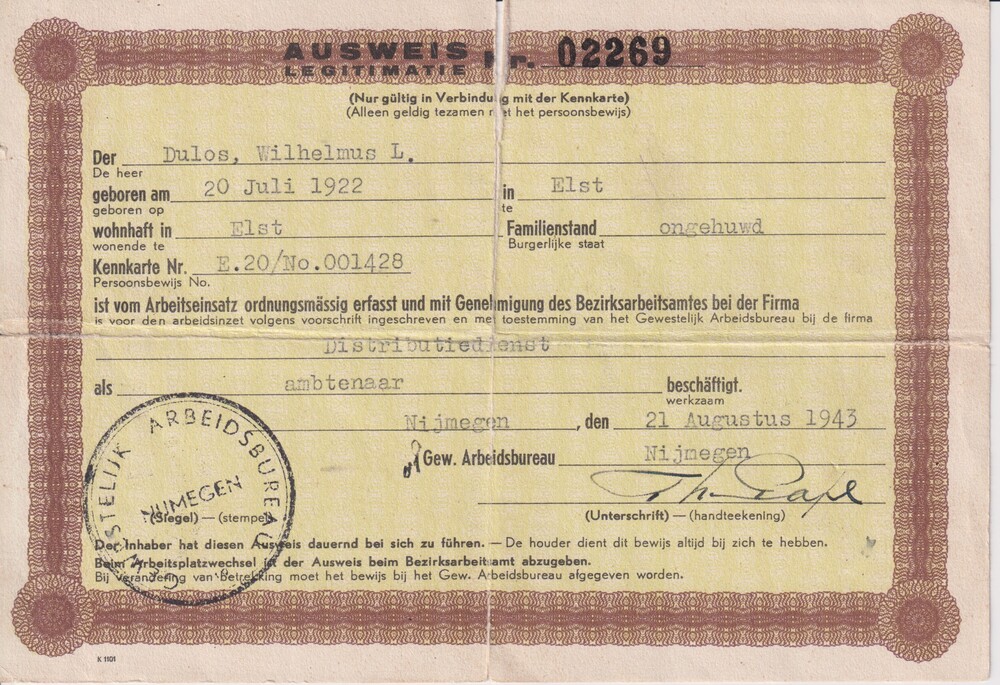 AUSWEIS Nr. 02269
LEGITIMATIE
(Nur gültig in Verbindung mit der Kennkarte)
(Alleen geldig tezamen met het persoonsbewijs)
Der Dulos, Wilhelmus L.
De heer
geboren am 20 Juli 1922 in Elst
geboren op te
wohnhaft in Elst Familienstand ongehuwd
wonende te Burgerlijke staat
Kennkarte Nr. E.20/No.001428
Persoonsbewijs No.
ist vom Arbeitseinsatz ordnungsmässig erfasst und mit Genehmigung des Bezirksarbeitsamtes bei der Firma
is voor den arbeidsinzet volgens voorschrift ingeschreven en met toestemming van het Gewestelijk Arbeidsbureau bij de firma
Distributiedienst
als ambtenaar beschäftigt.
werkzaam
Nijmegen, den 21 Augustus 1943
Gew. Arbeidsbureau Nijmegen
GEWESTELIJK ARBEIDSBUREAU
NIJMEGEN
(Siegel) — (stempel) (Unterschrift) — (handteekening)
Der Inhaber hat diesen Ausweis dauernd bei sich zu führen. — De houder dient dit bewijs altijd bij zich te hebben.
Beim Arbeitsplatzwechsel ist der Ausweis beim Bezirksarbeitsamt abzugeben.
Bij verandering van betrekking moet het bewijs bij het Gew. Arbeidsbureau afgegeven worden.
K 1101